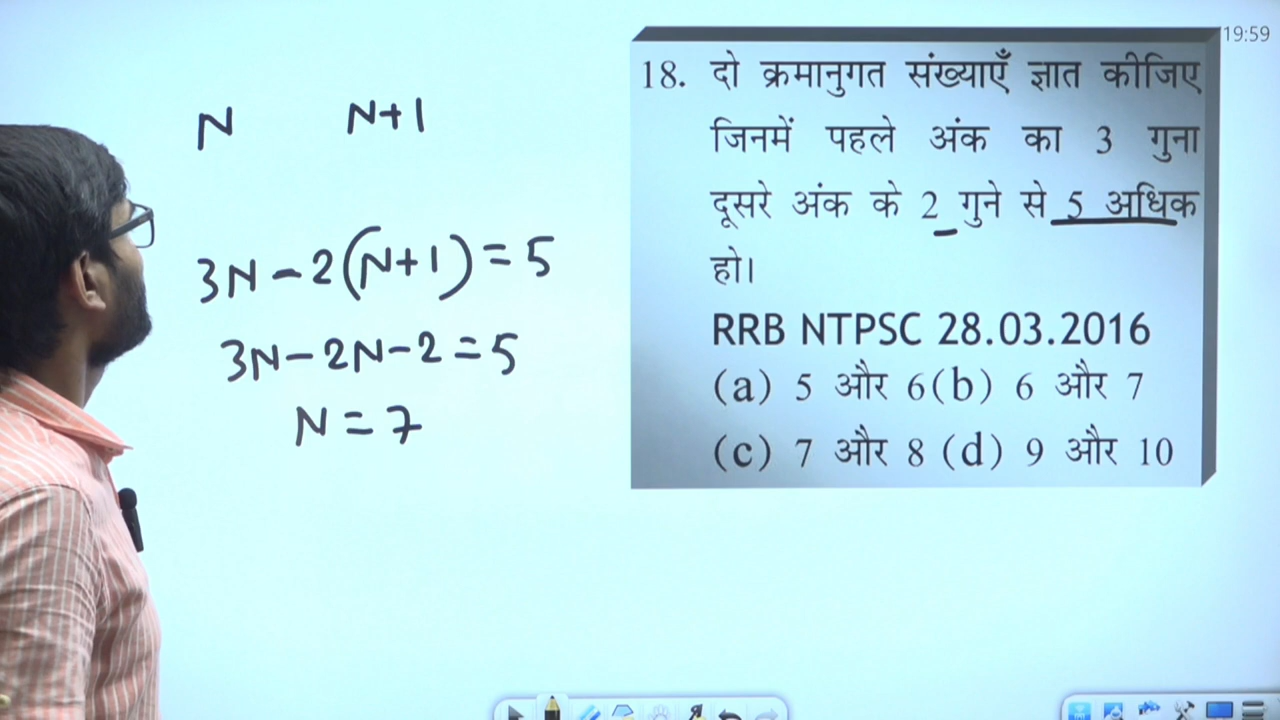 19:59
N N+1
3N-2(N+1)=5
3N-2N-2=5
N=7
18. दो क्रमानुगत संख्याएँ ज्ञात कीजिए
जिनमें पहले अंक का 3 गुना
दूसरे अंक के 2 गुने से 5 अधिक
हो।
RRB NTPSC 28.03.2016
(a) 5 और 6(b) 6 और 7
(c) 7 और 8 (d) 9 और 10